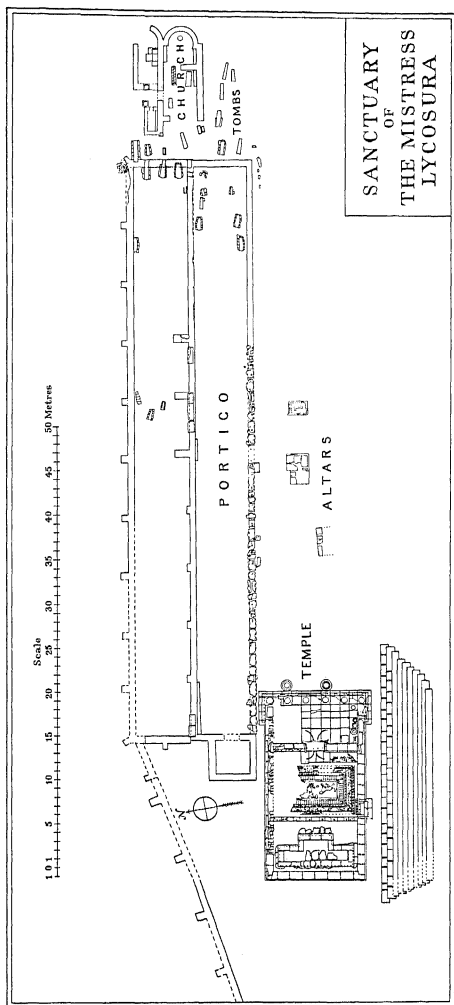 SANCTUARY
OF
THE MISTRESS
LYCOSURA
CHURCH
TOMBS
PORTICO
ALTARS
TEMPLE
Scale
1 0 1 5 10 15 20 25 30 35 40 45 50 Metres
N